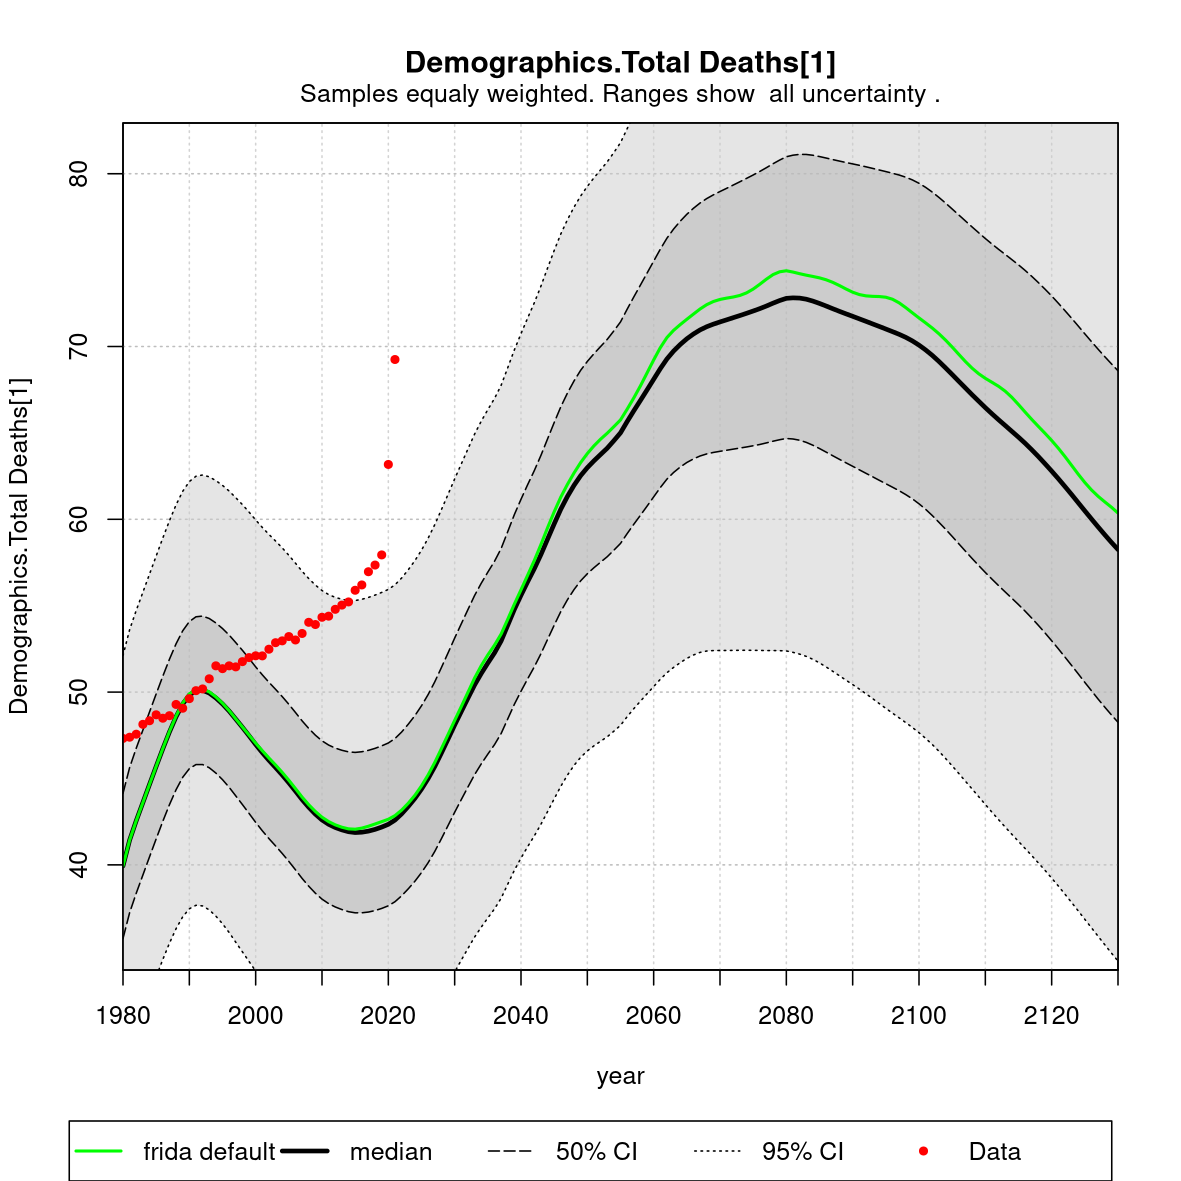 Demographics.Total Deaths[1]
Samples equaly weighted. Ranges show  all uncertainty .
Demographics.Total Deaths[1]
80
70
60
50
40
1980 2000 2020 2040 2060 2080 2100 2120
year
frida default median 50% CI 95% CI Data